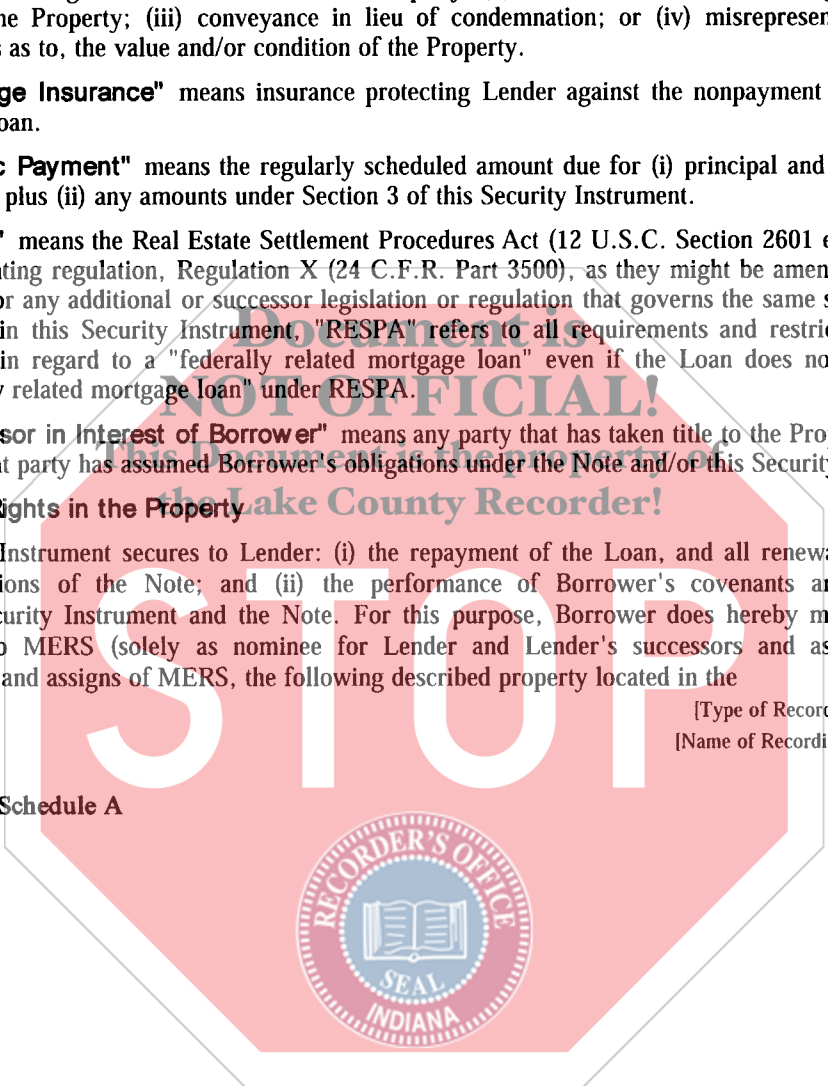 he Property; (iii) conveyance in lieu of condemnation; or (iv) misrepresen
s as to, the value and/or condition of the Property.
ge Insurance" means insurance protecting Lender against the nonpayment
oan.
c Payment" means the regularly scheduled amount due for (i) principal and
plus (ii) any amounts under Section 3 of this Security Instrument.
" means the Real Estate Settlement Procedures Act (12 U.S.C. Section 2601 e
ting regulation, Regulation X (24 C.F.R. Part 3500), as they might be amen
or any additional or successor legislation or regulation that governs the same s
in this Security Instrument, "RESPA" refers to all requirements and restric
in regard to a "federally related mortgage loan" even if the Loan does no
y related mortgage loan" under RESPA.
sor in Interest of Borrower" means any party that has taken title to the Pro
t party has assumed Borrower's obligations under the Note and/or this Security
ights in the Property
Instrument secures to Lender: (i) the repayment of the Loan, and all renewa
ions of the Note; and (ii) the performance of Borrower's covenants a
urity Instrument and the Note. For this purpose, Borrower does hereby m
o MERS (solely as nominee for Lender and Lender's successors and as
and assigns of MERS, the following described property located in the
[Type of Record
[Name of Recordi
Schedule A
Document is
NOT OFFICIAL!
This Document is the property of
the Lake County Recorder!
STOP
RECORDER'S OFFICE
SEAL
INDIANA